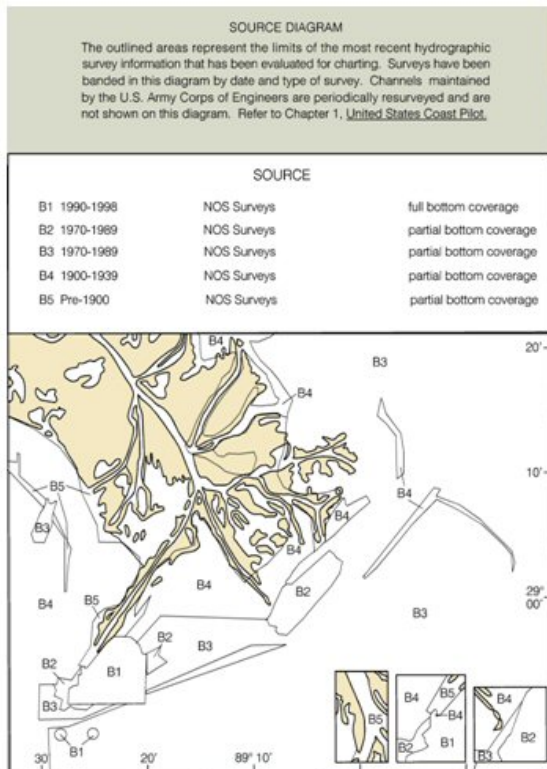 SOURCE DIAGRAM
The outlined areas represent the limits of the most recent hydrographic
survey information that has been evaluated for charting. Surveys have been
banded in this diagram by date and type of survey. Channels maintained
by the U.S. Army Corps of Engineers are periodically resurveyed and are
not shown on this diagram. Refer to Chapter 1, United States Coast Pilot.
SOURCE
B1 1990-1998 NOS Surveys full bottom coverage
B2 1970-1989 NOS Surveys partial bottom coverage
B3 1970-1989 NOS Surveys partial bottom coverage
B4 1900-1939 NOS Surveys partial bottom coverage
B5 Pre-1900 NOS Surveys partial bottom coverage
B4
20'
B3
B4
10'
B5
B4
B3
B4
B4
B4
B2
B4
29°
00'
B5
B3
B2
B3
B2
B1
B4
B5
B4
B3
B5
B4
B2
B1
B3
B2
30'
B1
20'
89° 10'